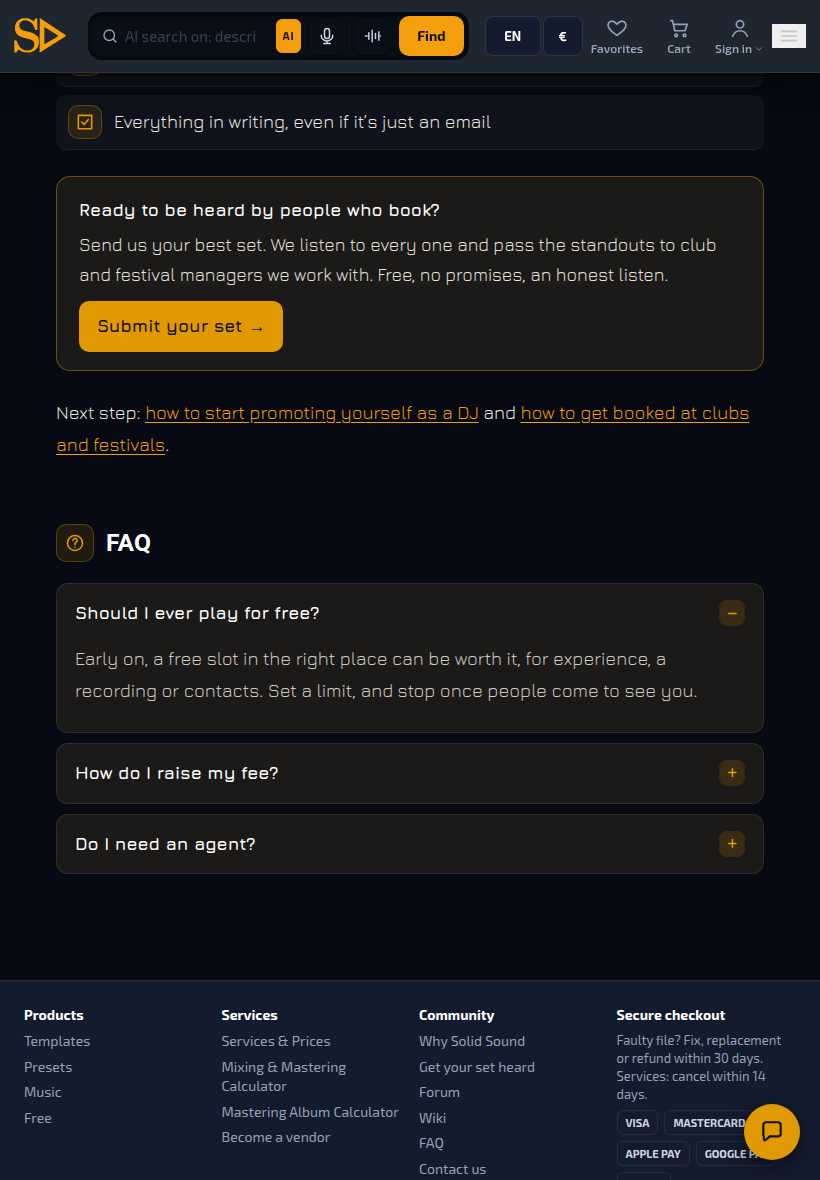 SD
AI search on: descri
AI
Find
EN
€
Favorites
Cart
Sign in
Everything in writing, even if it's just an email
Ready to be heard by people who book?
Send us your best set. We listen to every one and pass the standouts to club
and festival managers we work with. Free, no promises, an honest listen.
Submit your set →
Next step: how to start promoting yourself as a DJ and how to get booked at clubs
and festivals.
FAQ
Should I ever play for free?
−
Early on, a free slot in the right place can be worth it, for experience, a
recording or contacts. Set a limit, and stop once people come to see you.
How do I raise my fee?
+
Do I need an agent?
+
Products
Templates
Presets
Music
Free
Services
Services & Prices
Mixing & Mastering
Calculator
Mastering Album Calculator
Become a vendor
Community
Why Solid Sound
Get your set heard
Forum
Wiki
FAQ
Contact us
Secure checkout
Faulty file? Fix, replacement
or refund within 30 days.
Services: cancel within 14
days.
VISA
MASTERCARD
APPLE PAY
GOOGLE